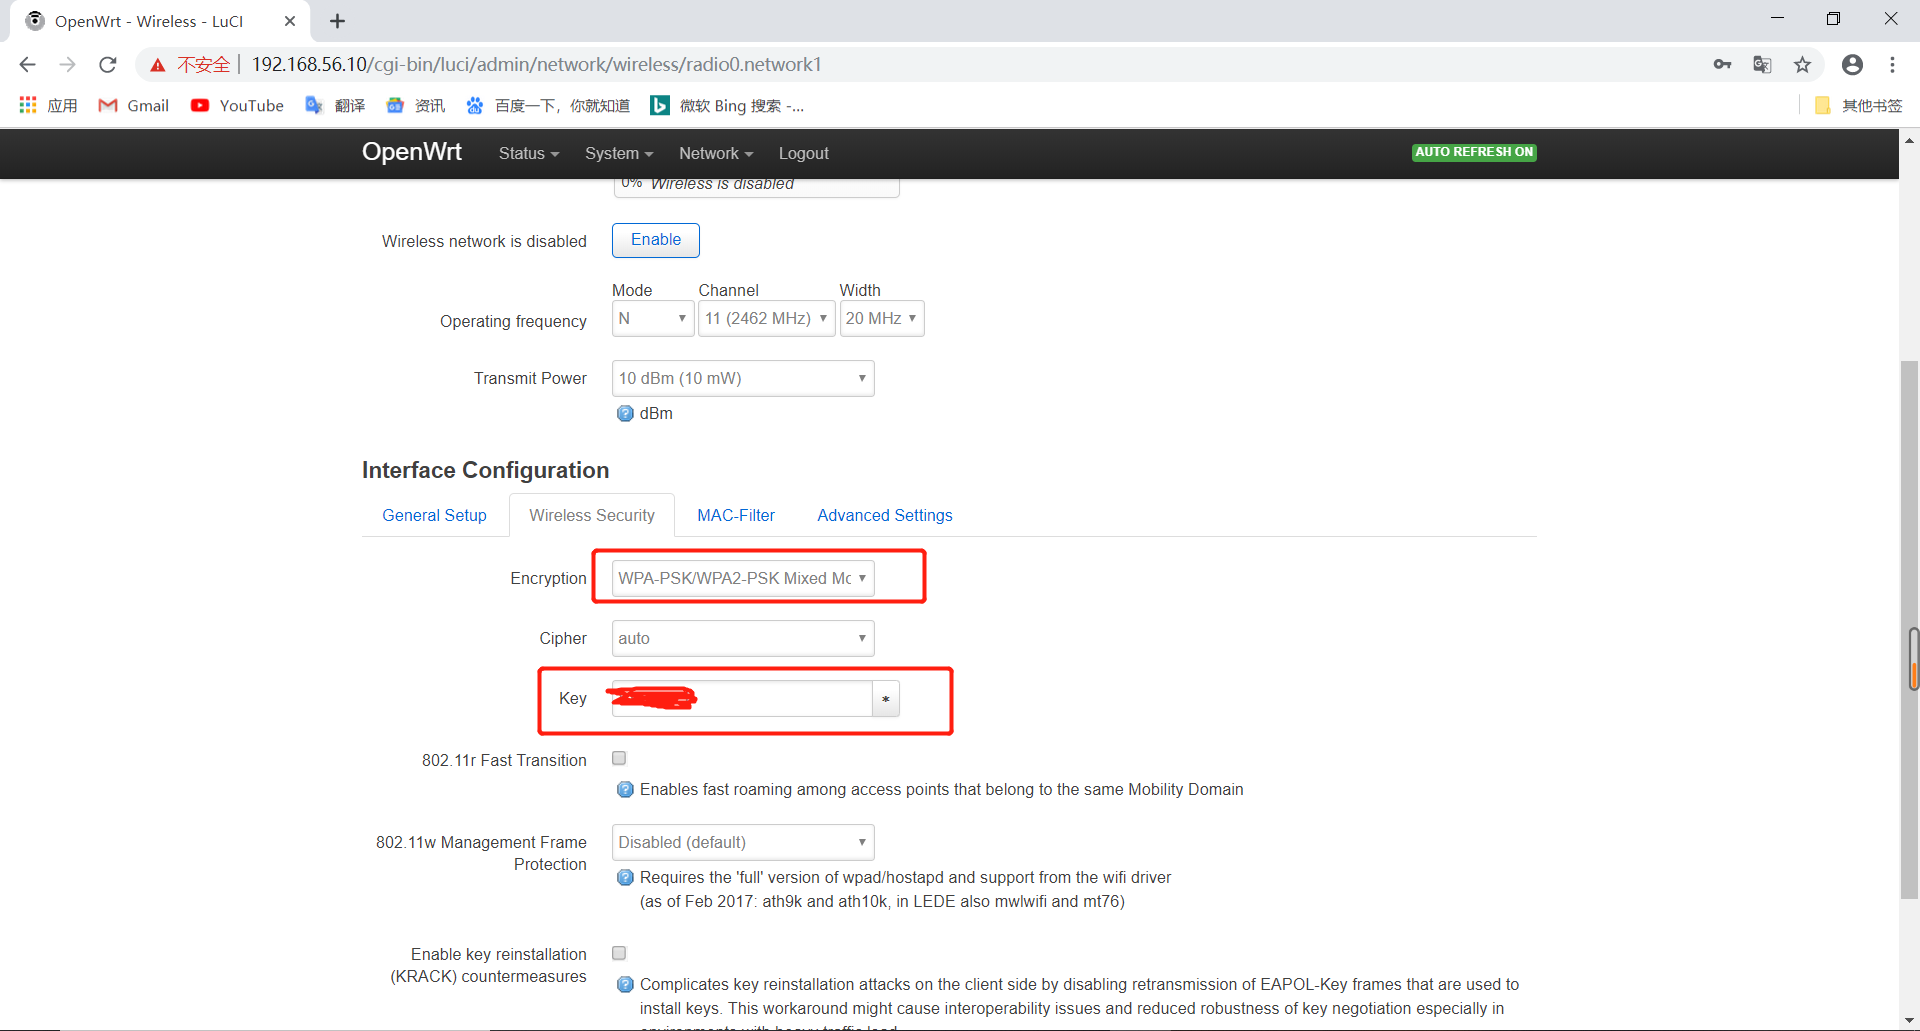 OpenWrt - Wireless - LuCI
不安全 192.168.56.10/cgi-bin/luci/admin/network/wireless/radio0.network1
应用 Gmail YouTube 翻译 资讯 百度一下，你就知道 微软 Bing 搜索 -... 其他书签
OpenWrt Status System Network Logout AUTO REFRESH ON
0% Wireless is disabled
Wireless network is disabled Enable
Mode Channel Width
Operating frequency N 11 (2462 MHz) 20 MHz
Transmit Power 10 dBm (10 mW)
dBm
Interface Configuration
General Setup Wireless Security MAC-Filter Advanced Settings
Encryption WPA-PSK/WPA2-PSK Mixed Mo
Cipher auto
Key *
802.11r Fast Transition
Enables fast roaming among access points that belong to the same Mobility Domain
802.11w Management Frame Protection Disabled (default)
Requires the 'full' version of wpad/hostapd and support from the wifi driver
(as of Feb 2017: ath9k and ath10k, in LEDE also mwlwifi and mt76)
Enable key reinstallation
(KRACK) countermeasures
Complicates key reinstallation attacks on the client side by disabling retransmission of EAPOL-Key frames that are used to
install keys. This workaround might cause interoperability issues and reduced robustness of key negotiation especially in